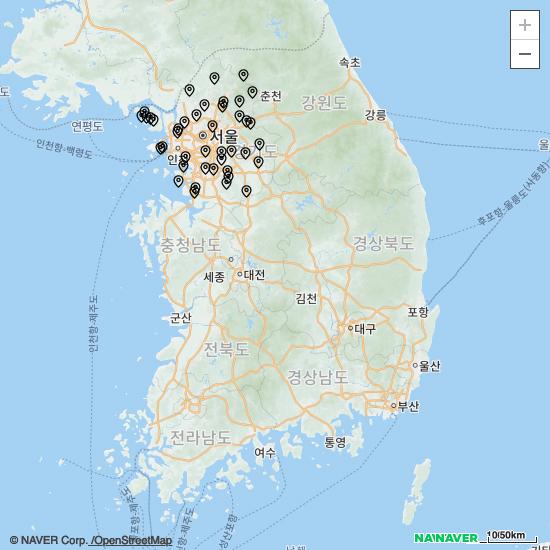 +
−
속초
춘천
강원도
강릉
연평도
서울
인천항-백령도
인천
도
울
후포항-울릉도(사동항)
충청남도
경상북도
세종
대전
김천
인천항-제주도
군산
포항
대구
전북도
울산
경상남도
부산
전라남도
통영
여수
© NAVER Corp. /OpenStreetMap
NAVER
10/50km